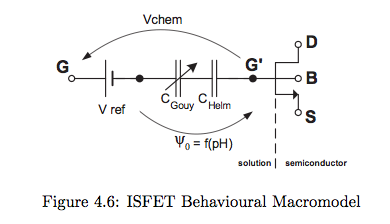 Vchem
G
G'
D
B
S
V ref
C Gouy
C Helm
Ψ₀ = f(pH)
solution | semiconductor
Figure 4.6: ISFET Behavioural Macromodel